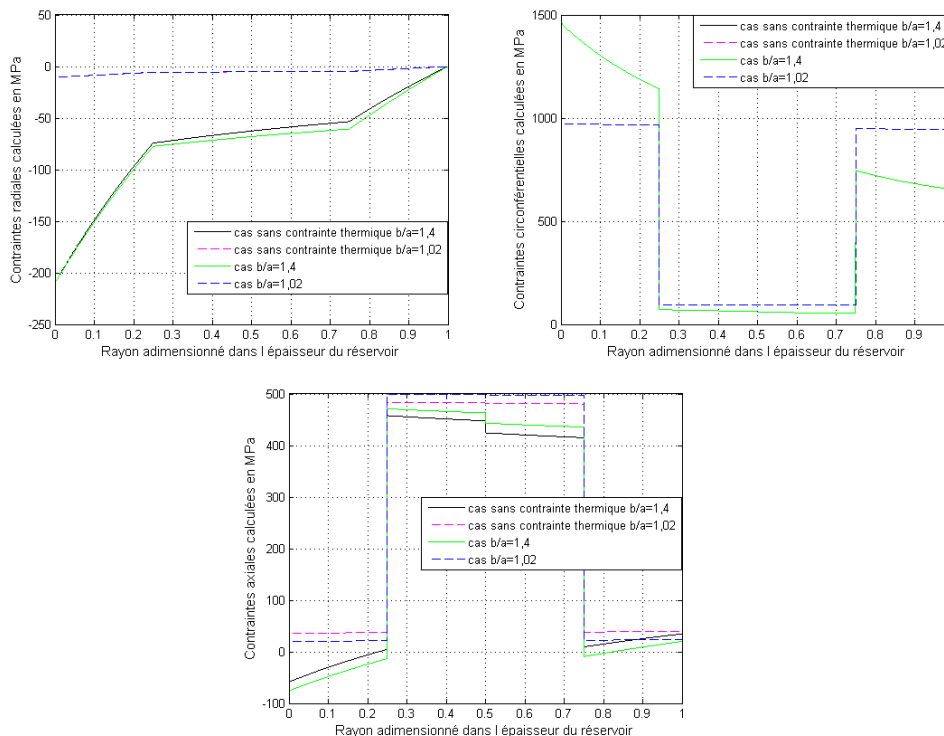 50
0
-50
-100
-150
-200
-250
0 0.1 0.2 0.3 0.4 0.5 0.6 0.7 0.8 0.9 1
Contraintes radiales calculées en MPa
Rayon adimensionné dans l épaisseur du réservoir
cas sans contrainte thermique b/a=1,4
cas sans contrainte thermique b/a=1,02
cas b/a=1,4
cas b/a=1,02
1500
1000
500
0
0 0.1 0.2 0.3 0.4 0.5 0.6 0.7 0.8 0.9
Contraintes circonférentielles calculées en MPa
Rayon adimensionné dans l épaisseur du réservoir
cas sans contrainte thermique b/a=1,4
cas sans contrainte thermique b/a=1,02
cas b/a=1,4
cas b/a=1,02
500
400
300
200
100
0
-100
0 0.1 0.2 0.3 0.4 0.5 0.6 0.7 0.8 0.9 1
Contraintes axiales calculées en MPa
Rayon adimensionné dans l épaisseur du réservoir
cas sans contrainte thermique b/a=1,4
cas sans contrainte thermique b/a=1,02
cas b/a=1,4
cas b/a=1,02